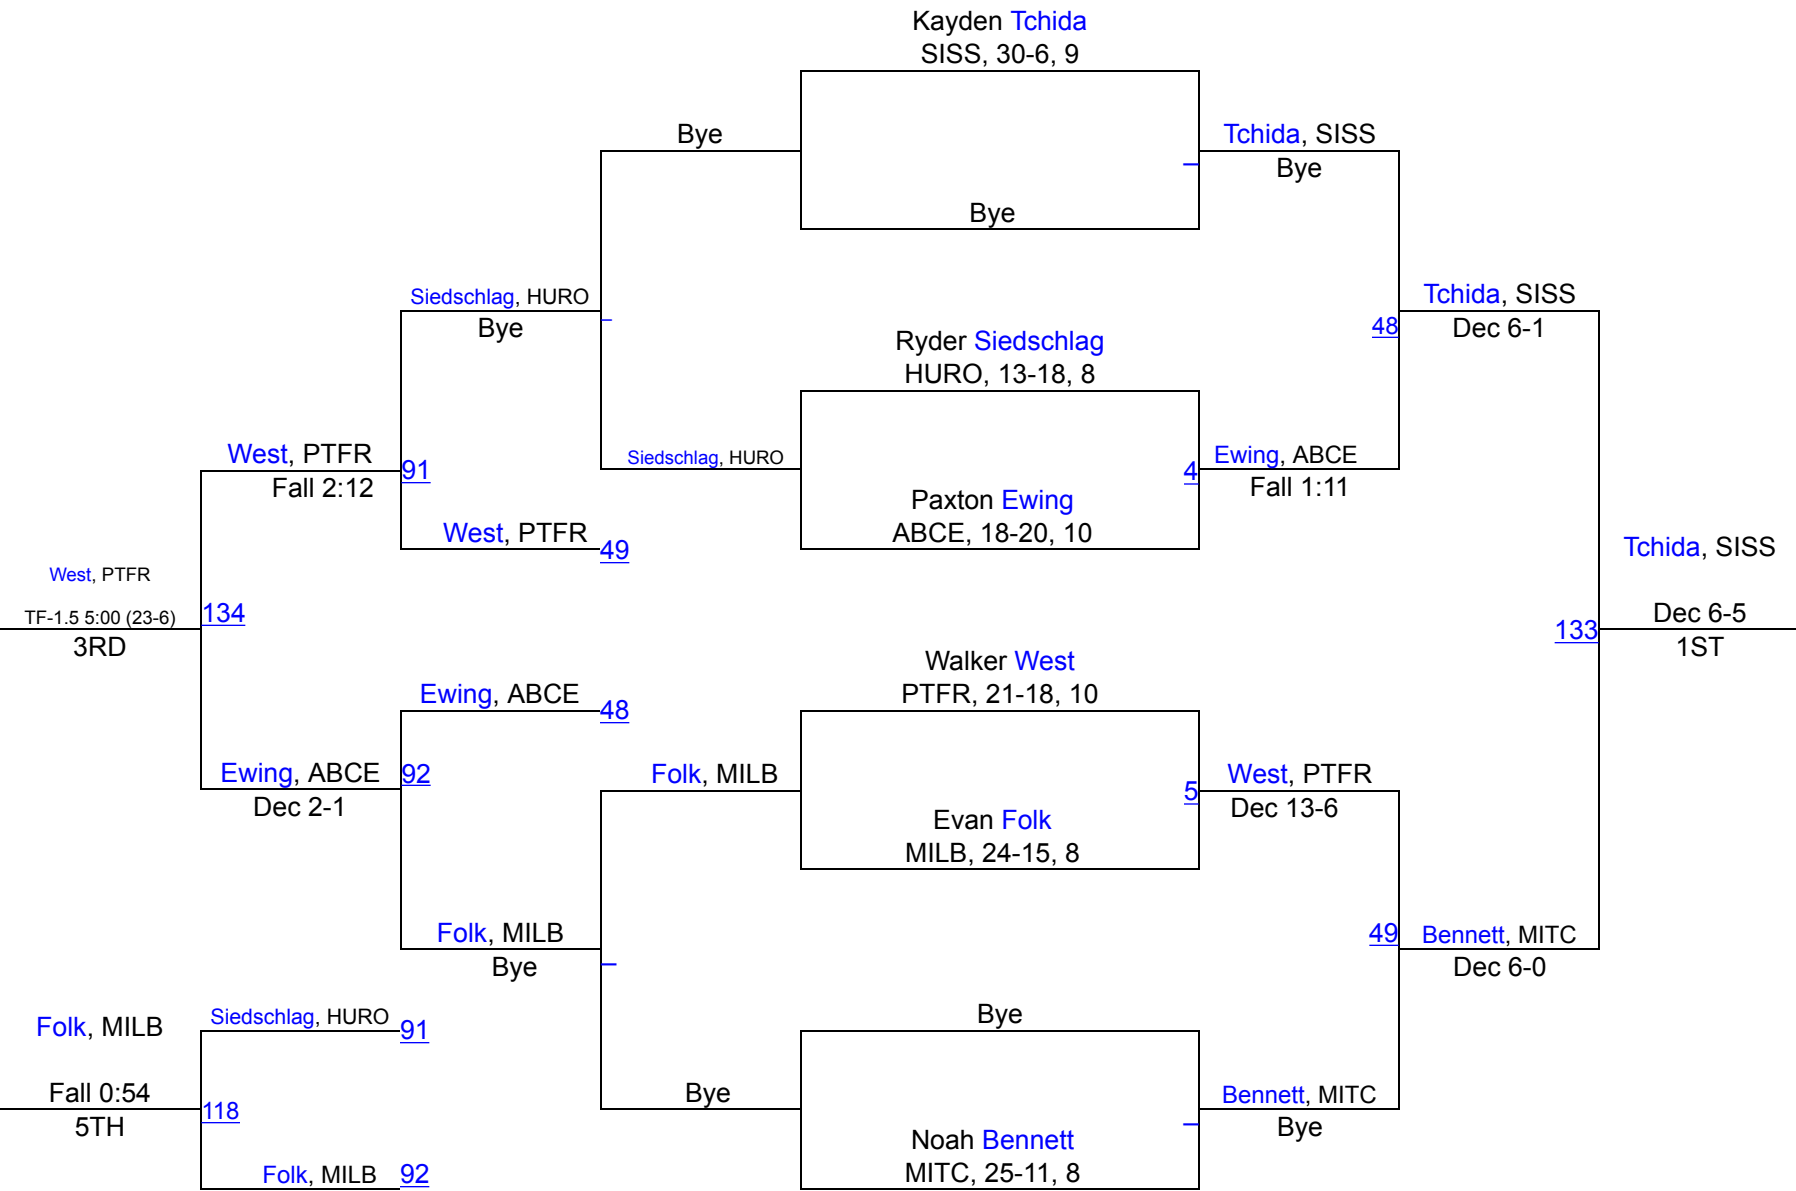 Kayden Tchida
SISS, 30-6, 9
Bye
Tchida, SISS
Bye
Bye
Siedschlag, HURO
Bye
Tchida, SISS
48
Dec 6-1
Ryder Siedschlag
HURO, 13-18, 8
West, PTFR
91
Fall 2:12
Siedschlag, HURO
4
Ewing, ABCE
Fall 1:11
Paxton Ewing
ABCE, 18-20, 10
West, PTFR
49
Tchida, SISS
West, PTFR
TF-1.5 5:00 (23-6)
134
3RD
Dec 6-5
133
1ST
Walker West
PTFR, 21-18, 10
Ewing, ABCE
48
Ewing, ABCE
92
Dec 2-1
Folk, MILB
5
West, PTFR
Dec 13-6
Evan Folk
MILB, 24-15, 8
Folk, MILB
Bye
49
Bennett, MITC
Dec 6-0
Folk, MILB
Siedschlag, HURO
91
Bye
Fall 0:54
118
5TH
Bye
Bennett, MITC
Bye
Noah Bennett
MITC, 25-11, 8
Folk, MILB
92